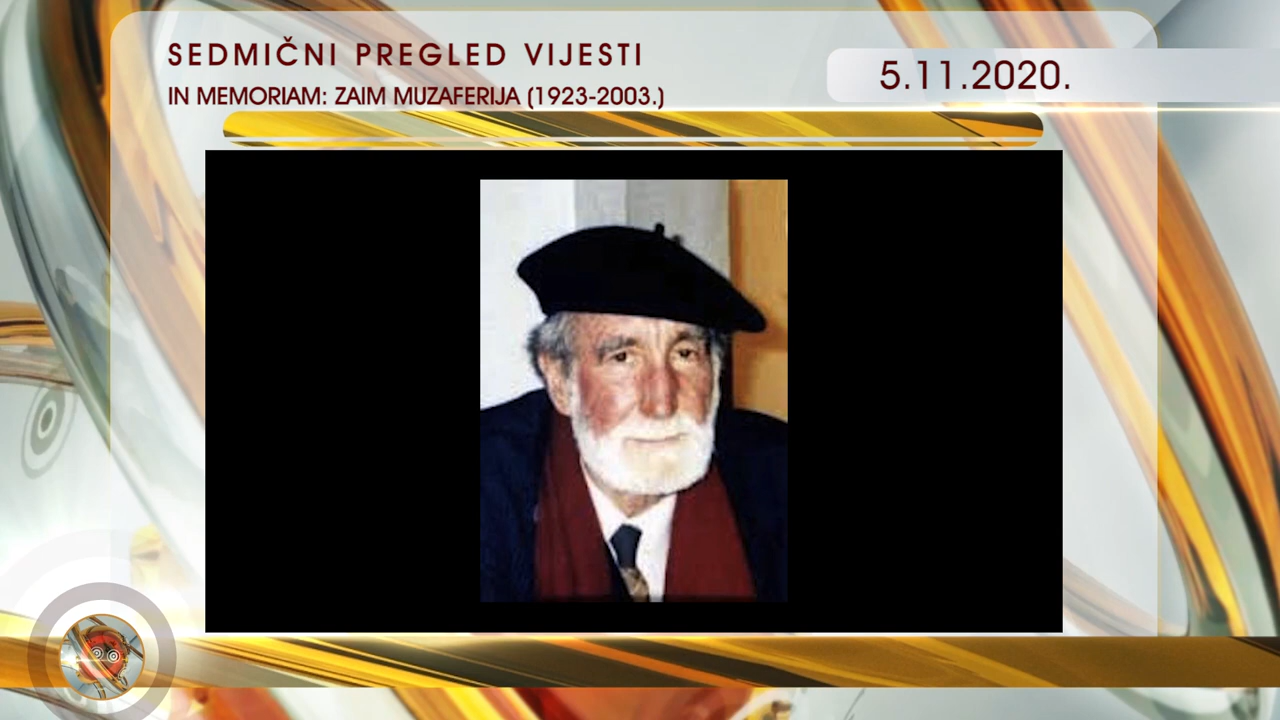 SEDMIČNI PREGLED VIJESTI
IN MEMORIAM: ZAIM MUZAFERIJA (1923-2003.)
5.11.2020.